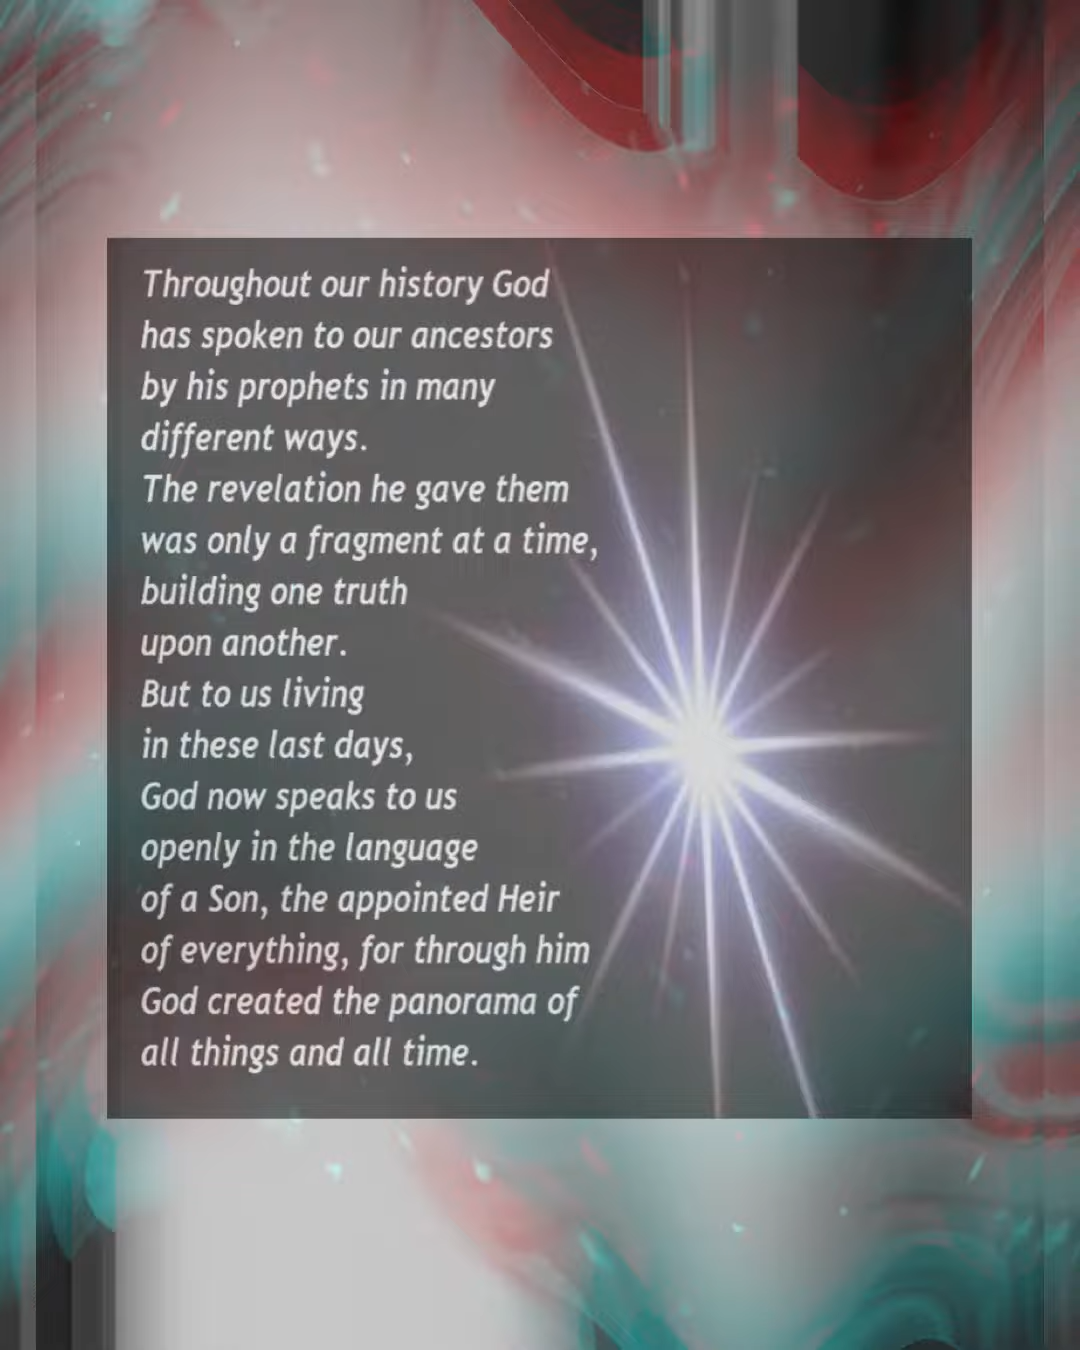 Throughout our history God
has spoken to our ancestors
by his prophets in many
different ways.
The revelation he gave them
was only a fragment at a time,
building one truth
upon another.
But to us living
in these last days,
God now speaks to us
openly in the language
of a Son, the appointed Heir
of everything, for through him
God created the panorama of
all things and all time.